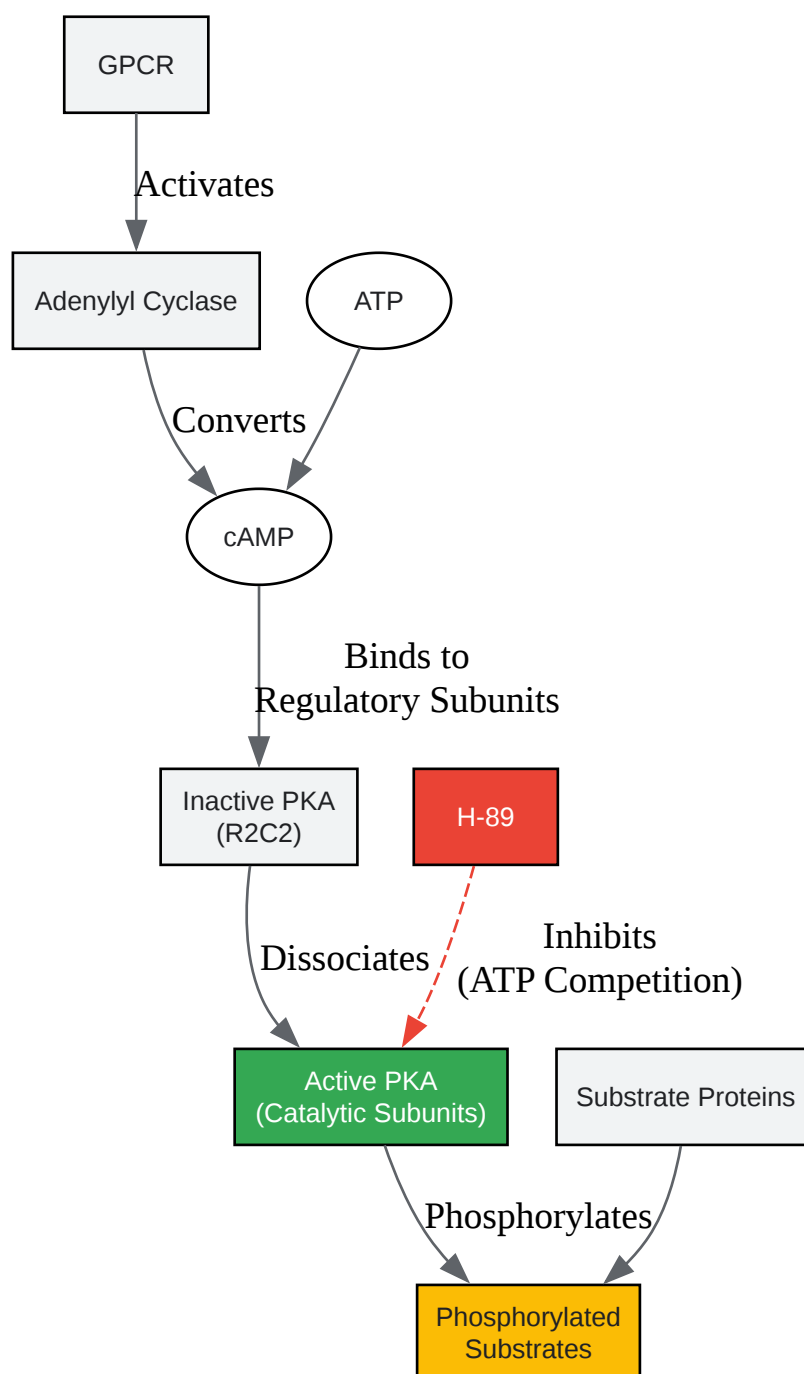 GPCR
Activates
Adenylyl Cyclase
ATP
Converts
cAMP
Binds to
Regulatory Subunits
Inactive PKA
(R2C2)
H-89
Dissociates
Inhibits
(ATP Competition)
Active PKA
(Catalytic Subunits)
Substrate Proteins
Phosphorylates
Phosphorylated
Substrates